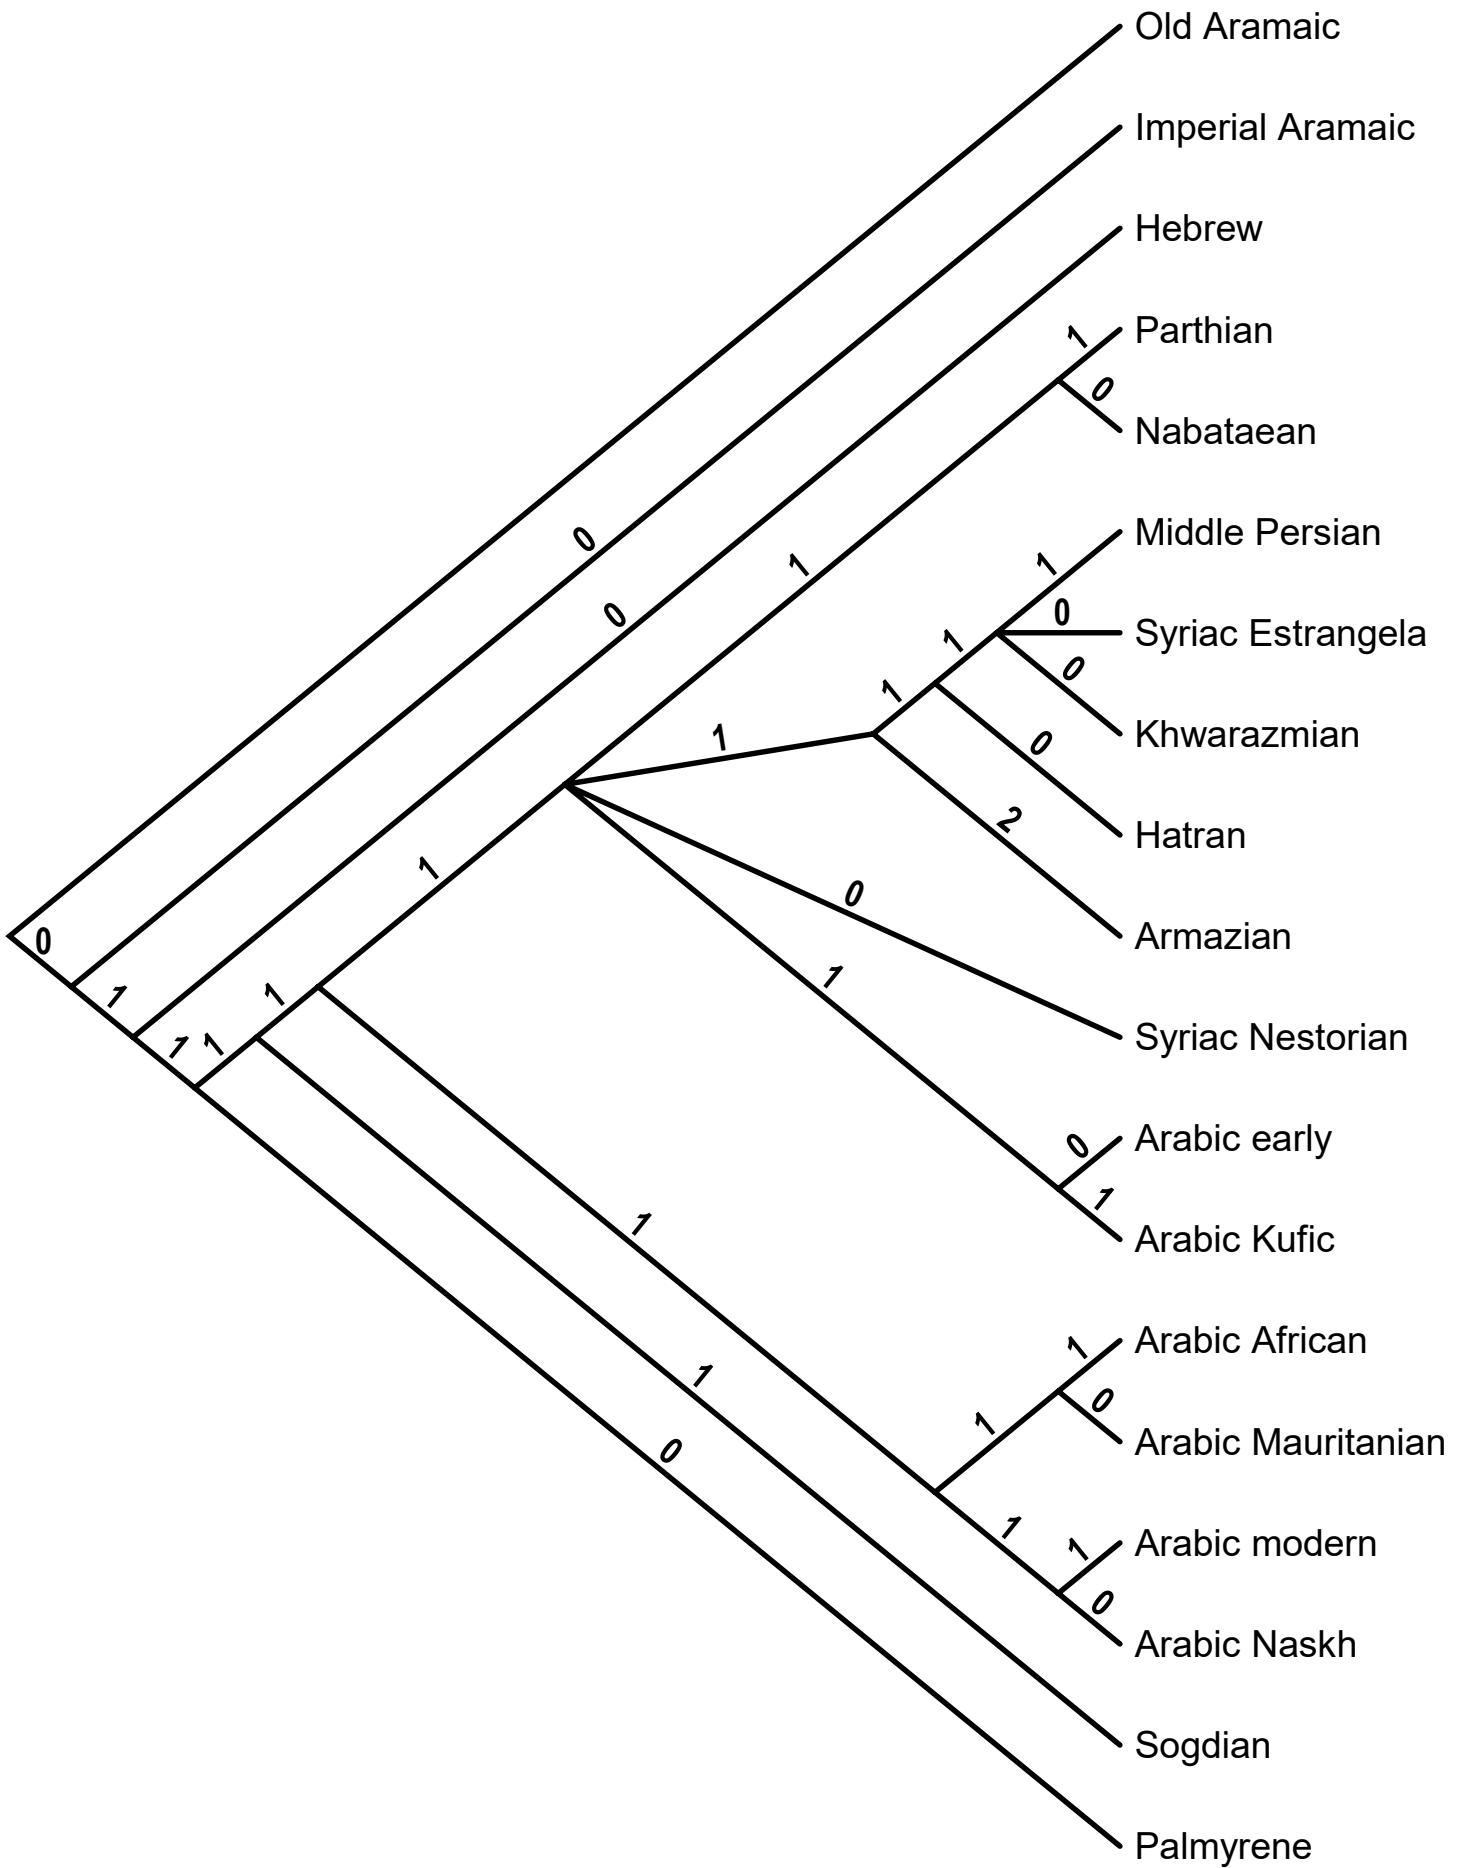 Old Aramaic
Imperial Aramaic
Hebrew
1
Parthian
0
Nabataean
0
Middle Persian
1
1
0
Syriac Estrangela
0
1
0
Khwarazmian
1
1
0
Hatran
2
1
0
Armazian
0
1
1
1
Syriac Nestorian
1
1
0
Arabic early
1
Arabic Kufic
1
1
Arabic African
1
0
Arabic Mauritanian
1
0
1
1
Arabic modern
0
Arabic Naskh
Sogdian
Palmyrene